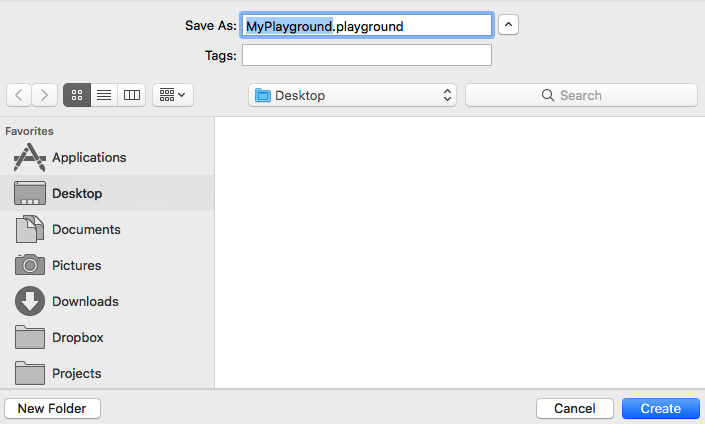 Save As: MyPlayground.playground
Tags:
Desktop
Search
Favorites
Applications
Desktop
Documents
Pictures
Downloads
Dropbox
Projects
New Folder
Cancel
Create